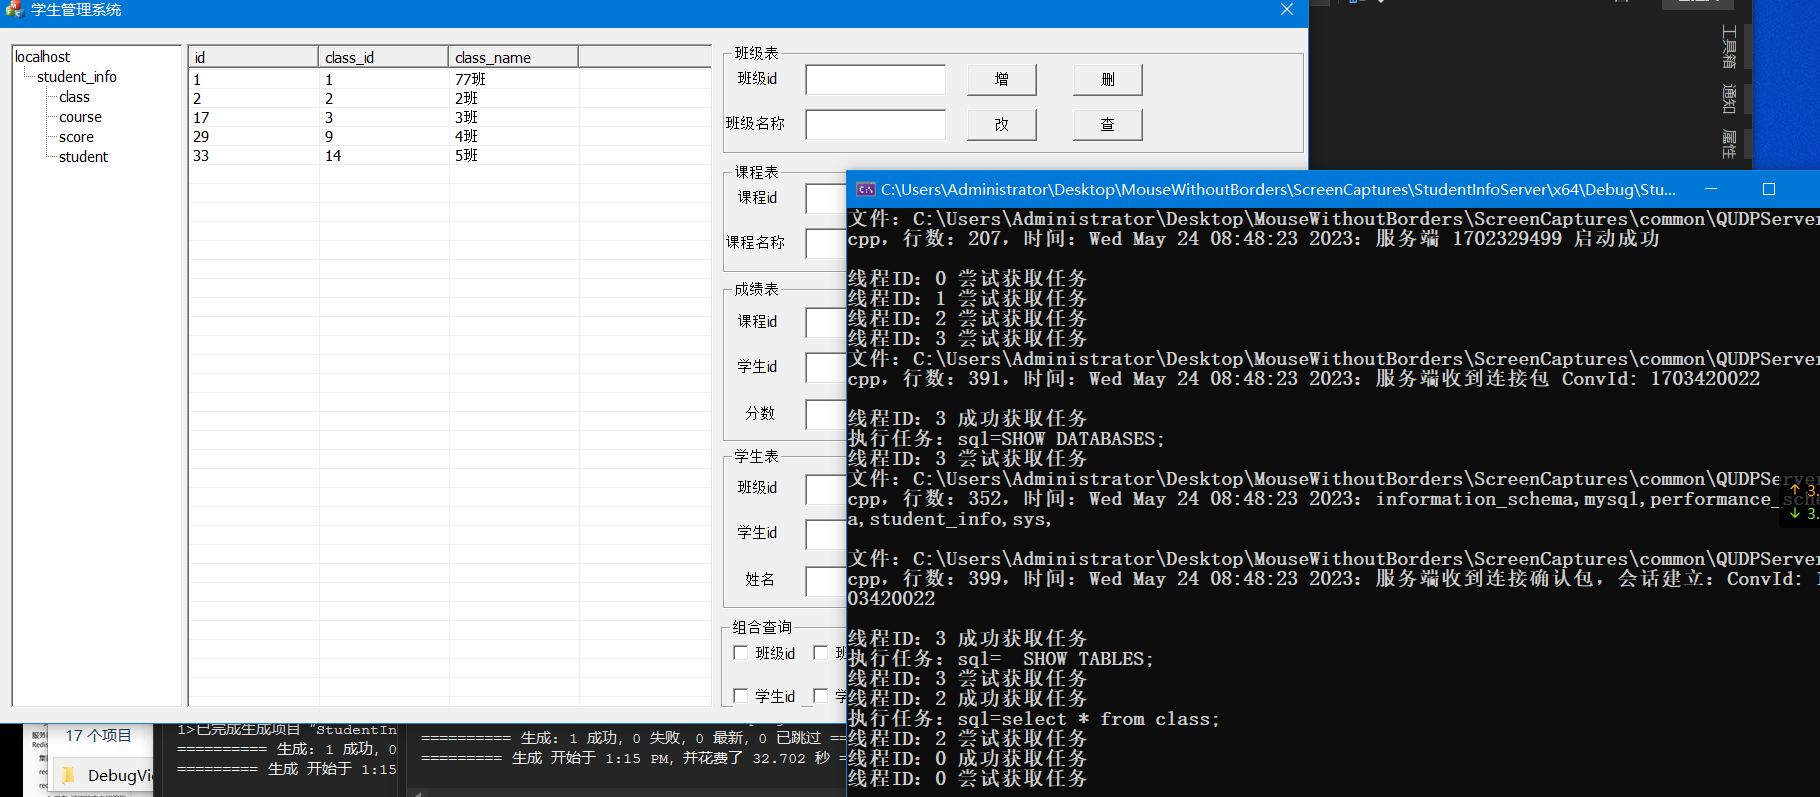 学生管理系统
localhost
student_info
class
course
score
student
id class_id class_name
1 1 77班
2 2 2班
17 3 3班
29 9 4班
33 14 5班
班级表
班级id 增 删
班级名称 改 查
课程表
课程id
课程名称
成绩表
课程id
学生id
分数
学生表
班级id
学生id
姓名
组合查询
班级id
学生id
工具箱
通知
属性
C:\Users\Administrator\Desktop\MouseWithoutBorders\ScreenCaptures\StudentInfoServer\x64\Debug\Stu...
文件: C:\Users\Administrator\Desktop\MouseWithoutBorders\ScreenCaptures\common\QUDPServer
cpp, 行数: 207, 时间: Wed May 24 08:48:23 2023: 服务端 1702329499 启动成功
线程ID: 0 尝试获取任务
线程ID: 1 尝试获取任务
线程ID: 2 尝试获取任务
线程ID: 3 尝试获取任务
文件: C:\Users\Administrator\Desktop\MouseWithoutBorders\ScreenCaptures\common\QUDPServer
cpp, 行数: 391, 时间: Wed May 24 08:48:23 2023: 服务端收到连接包 ConvId: 1703420022
线程ID: 3 成功获取任务
执行任务: sql=SHOW DATABASES;
线程ID: 3 尝试获取任务
文件: C:\Users\Administrator\Desktop\MouseWithoutBorders\ScreenCaptures\common\QUDPServer
cpp, 行数: 352, 时间: Wed May 24 08:48:23 2023: information_schema,mysql,performance_sche
a,student_info,sys,
↑ 3.
↓ 3.
文件: C:\Users\Administrator\Desktop\MouseWithoutBorders\ScreenCaptures\common\QUDPServer
cpp, 行数: 399, 时间: Wed May 24 08:48:23 2023: 服务端收到连接确认包, 会话建立: ConvId: 1
03420022
线程ID: 3 成功获取任务
执行任务: sql=  SHOW TABLES;
线程ID: 3 尝试获取任务
线程ID: 2 成功获取任务
执行任务: sql=select * from class;
线程ID: 2 尝试获取任务
线程ID: 0 成功获取任务
线程ID: 0 尝试获取任务
17 个项目
DebugVi
1>已完成生成项目 "StudentIn
========== 生成: 1 成功, 0
========= 生成 开始于 1:15
========== 生成: 1 成功, 0 失败, 0 最新, 0 已跳过 ==
========= 生成 开始于 1:15 PM, 并花费了 32.702 秒 =